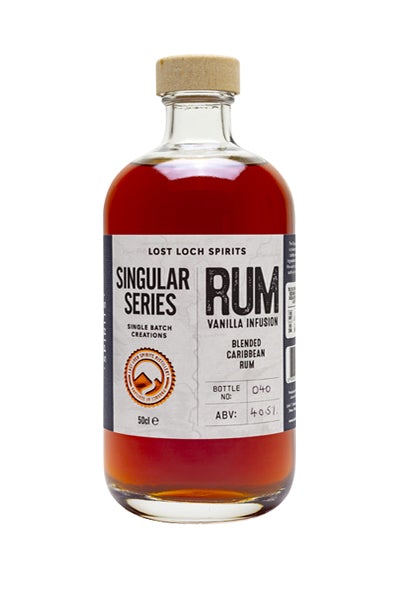 LOST LOCH SPIRITS
SINGULAR
SERIES
SINGLE BATCH
CREATIONS
50cl e
RUM
VANILLA INFUSION
BLENDED
CARIBBEAN
RUM
BOTTLE
NO:
040
ABV:
40.5%